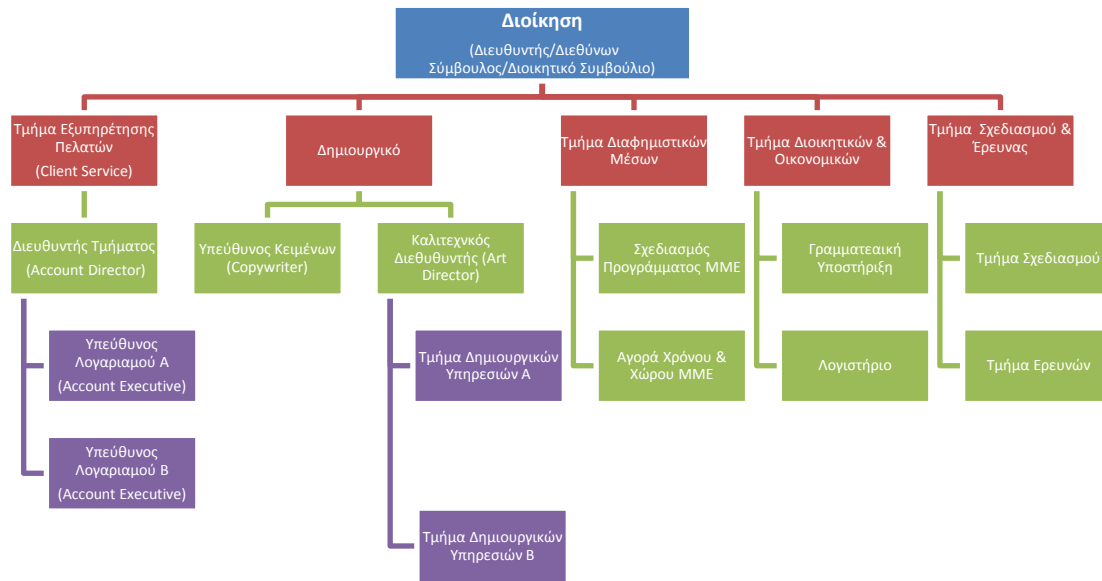 Διοίκηση
(Διευθυντής/Διεθύνων
Σύμβουλος/Διοικητικό Συμβούλιο)
Τμήμα Εξυπηρέτησης
Πελατών
(Client Service)
Δημιουργικό
Τμήμα Διαφημιστικών
Μέσων
Τμήμα Διοικητικών &
Οικονομικών
Τμήμα Σχεδιασμού &
Έρευνας
Διευθυντής Τμήματος
(Account Director)
Υπεύθυνος Κειμένων
(Copywriter)
Καλιτεχνκός
Διεθυθυντής (Art
Director)
Σχεδιασμός
Προγράμματος ΜΜΕ
Γραμματεαική
Υποστήριξη
Τμήμα Σχεδιασμού
Υπεύθυνος
Λογαριασμού Α
(Account Executive)
Τμήμα Δημιουργικών
Υπηρεσιών Α
Αγορά Χρόνου &
Χώρου ΜΜΕ
Λογιστήριο
Τμήμα Ερευνών
Υπεύθυνος
Λογαριαμού Β
(Account Executive)
Τμήμα Δημιουργικών
Υπηρεσιών Β